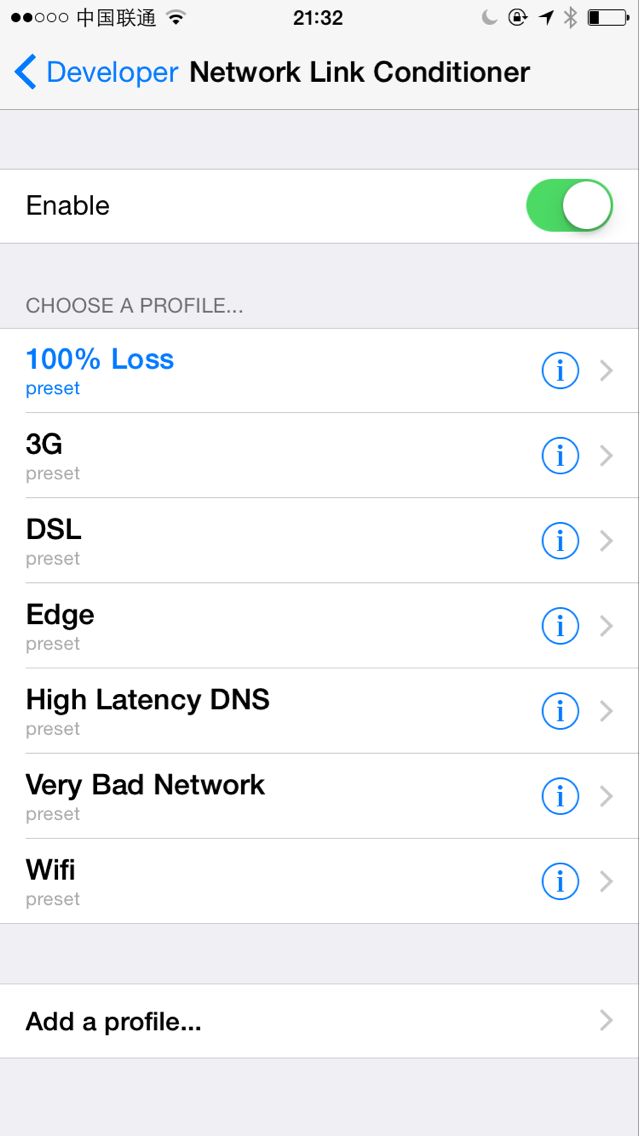 中国联通 21:32
Developer Network Link Conditioner
Enable
CHOOSE A PROFILE...
100% Loss
preset
3G
preset
DSL
preset
Edge
preset
High Latency DNS
preset
Very Bad Network
preset
Wifi
preset
Add a profile...